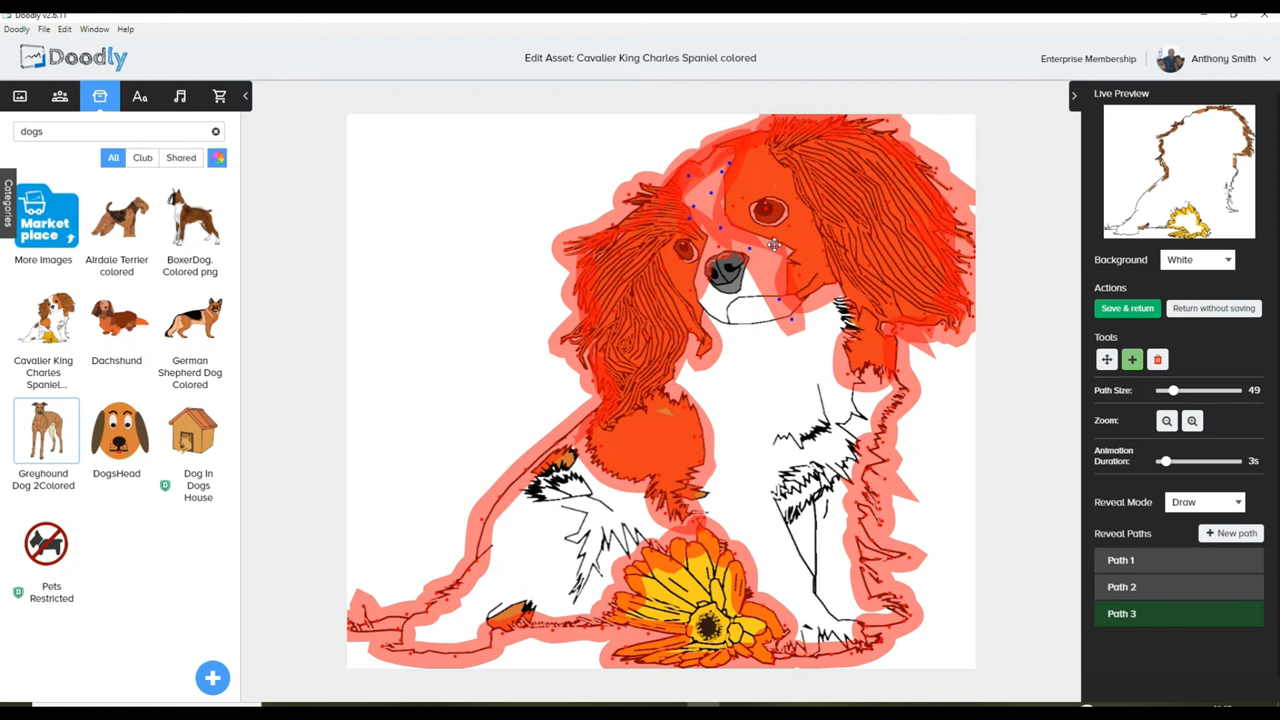 Doodly v2.6.11
Doodly File Edit Window Help
Doodly
Edit Asset: Cavalier King Charles Spaniel colored
Enterprise Membership
Anthony Smith
dogs
All Club Shared
Categories
Market place
More Images
Airdale Terrier colored
BoxerDog. Colored png
Cavalier King Charles Spaniel...
Dachshund
German Shepherd Dog Colored
Greyhound Dog 2Colored
DogsHead
Dog In Dogs House
Pets Restricted
Live Preview
Background White
Actions
Save & return Return without saving
Tools
Path Size: 49
Zoom:
Animation Duration: 3s
Reveal Mode Draw
Reveal Paths + New path
Path 1
Path 2
Path 3